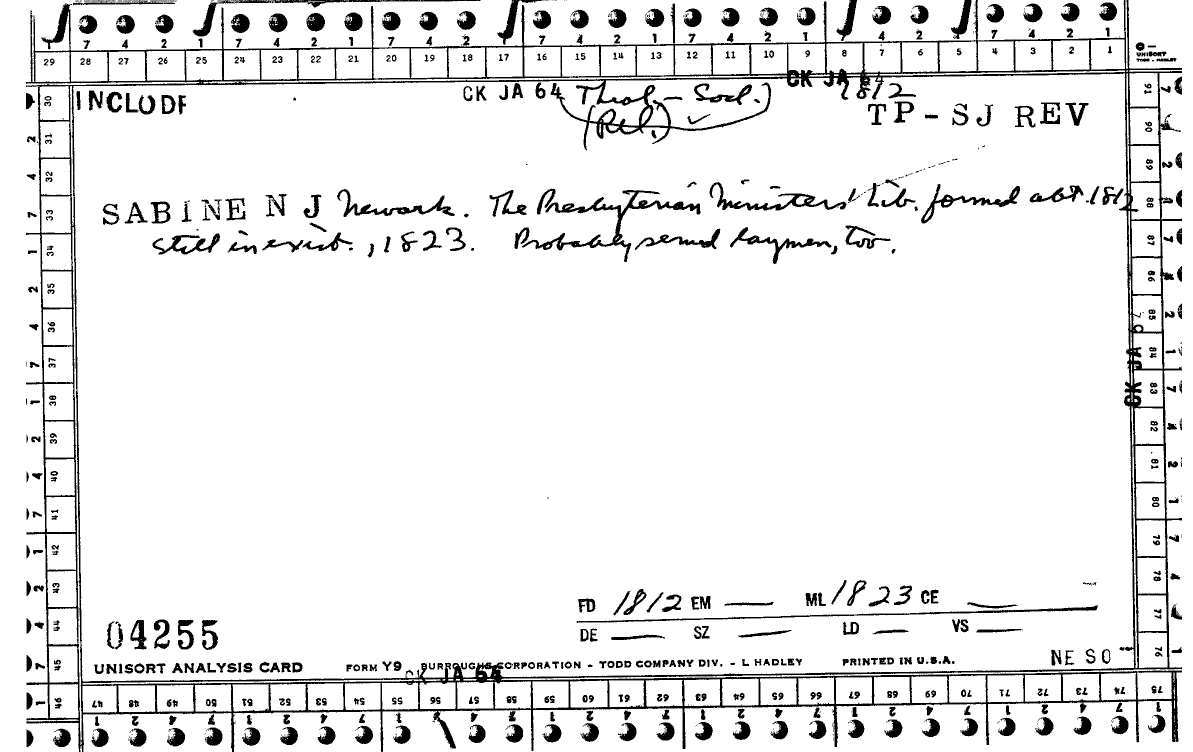 7 4 2 1 7 4 2 1 7 4 2 1 7 4 2 1 7 4 2 1 7 4 2 1 7 4 2 1
29 28 27 26 25 24 23 22 21 20 19 18 17 16 15 14 13 12 11 10 9 8 7 6 5 4 3 2 1
UNISORT
TODD - HADLEY
INCLUDE CK JA 64 Theol.-Socl. CK JA 64
(Rel.) ✓ 1812
TP - SJ REV
SABINE N J Newark. The Presbyterian Ministers' Lib. formed abt 1812
still in exist., 1823. Probably served laymen, too.
30 31 32 33 34 35 36 37 38 39 40 41 42 43 44 45 46
91 90 89 88 87 86 85 84 83 82 81 80 79 78 77 76
CK JA 6
FD 1812 EM — ML 1823 CE —
DE — SZ — LD — VS —
04255
NE SO
UNISORT ANALYSIS CARD FORM Y9 BURROUGHS CORPORATION - TODD COMPANY DIV. - L HADLEY PRINTED IN U.S.A.
CK JA 64
47 48 49 50 51 52 53 54 55 56 57 58 59 60 61 62 63 64 65 66 67 68 69 70 71 72 73 74 75